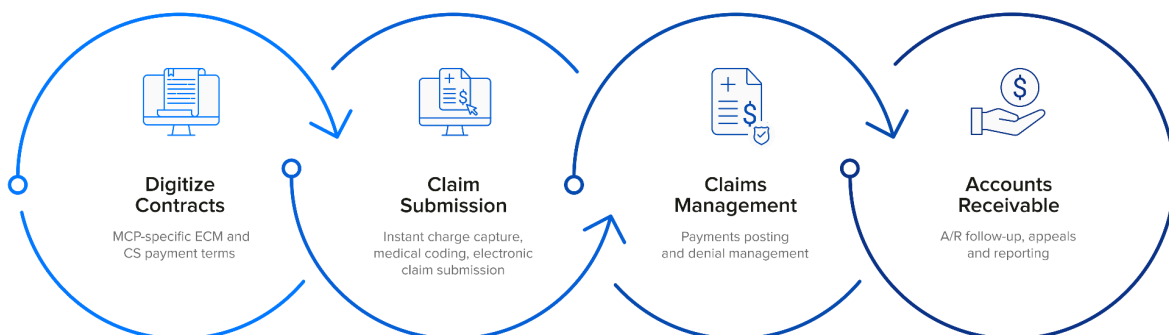 Digitize
Contracts
MCP-specific ECM and
CS payment terms
Claim
Submission
Instant charge capture,
medical coding, electronic
claim submission
Claims
Management
Payments posting
and denial management
Accounts
Receivable
A/R follow-up, appeals
and reporting
$
$
$